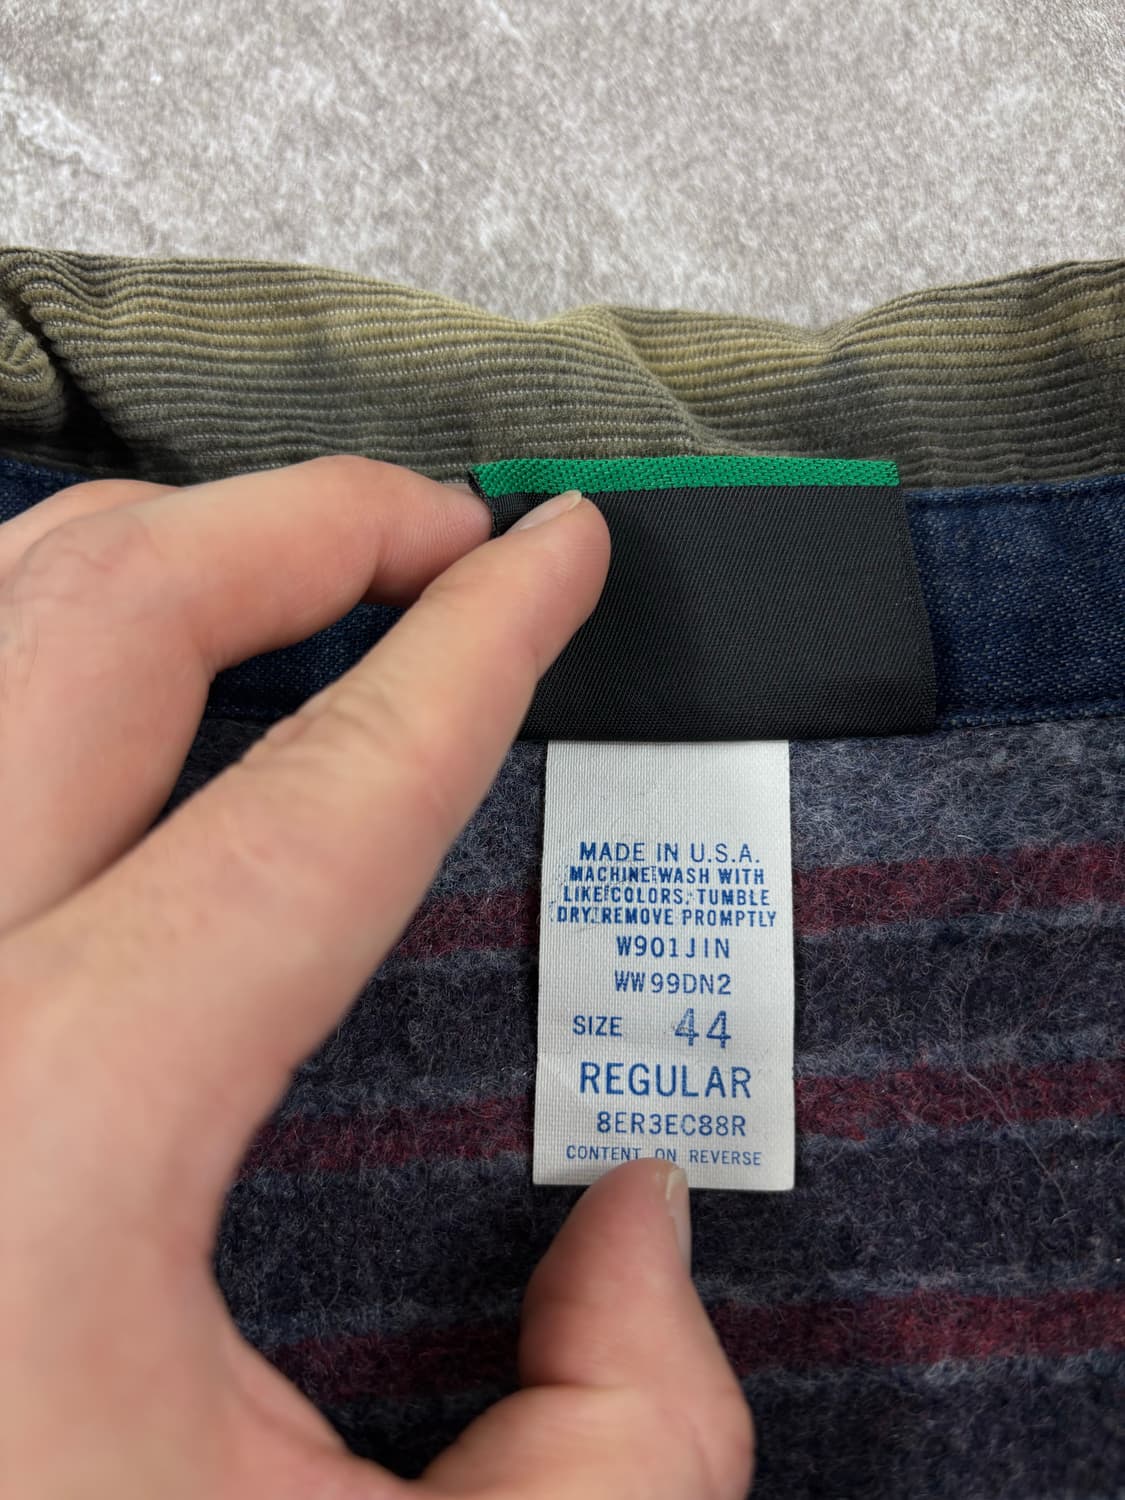 MADE IN U.S.A.
MACHINE WASH WITH
LIKE COLORS. TUMBLE
DRY. REMOVE PROMPTLY
W901JIN
WW99DN2
SIZE 44
REGULAR
8ER3EC88R
CONTENT ON REVERSE